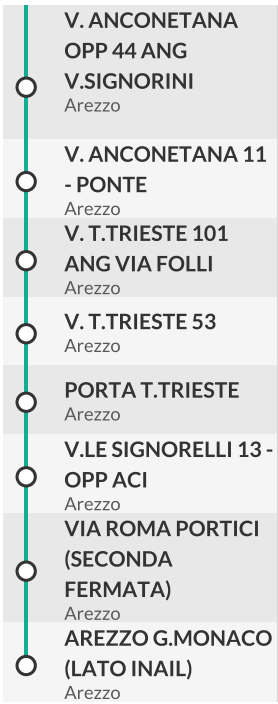 V. ANCONETANA
OPP 44 ANG
V.SIGNORINI
Arezzo
V. ANCONETANA 11
- PONTE
Arezzo
V. T.TRIESTE 101
ANG VIA FOLLI
Arezzo
V. T.TRIESTE 53
Arezzo
PORTA T.TRIESTE
Arezzo
V.LE SIGNORELLI 13 -
OPP ACI
Arezzo
VIA ROMA PORTICI
(SECONDA
FERMATA)
Arezzo
AREZZO G.MONACO
(LATO INAIL)
Arezzo